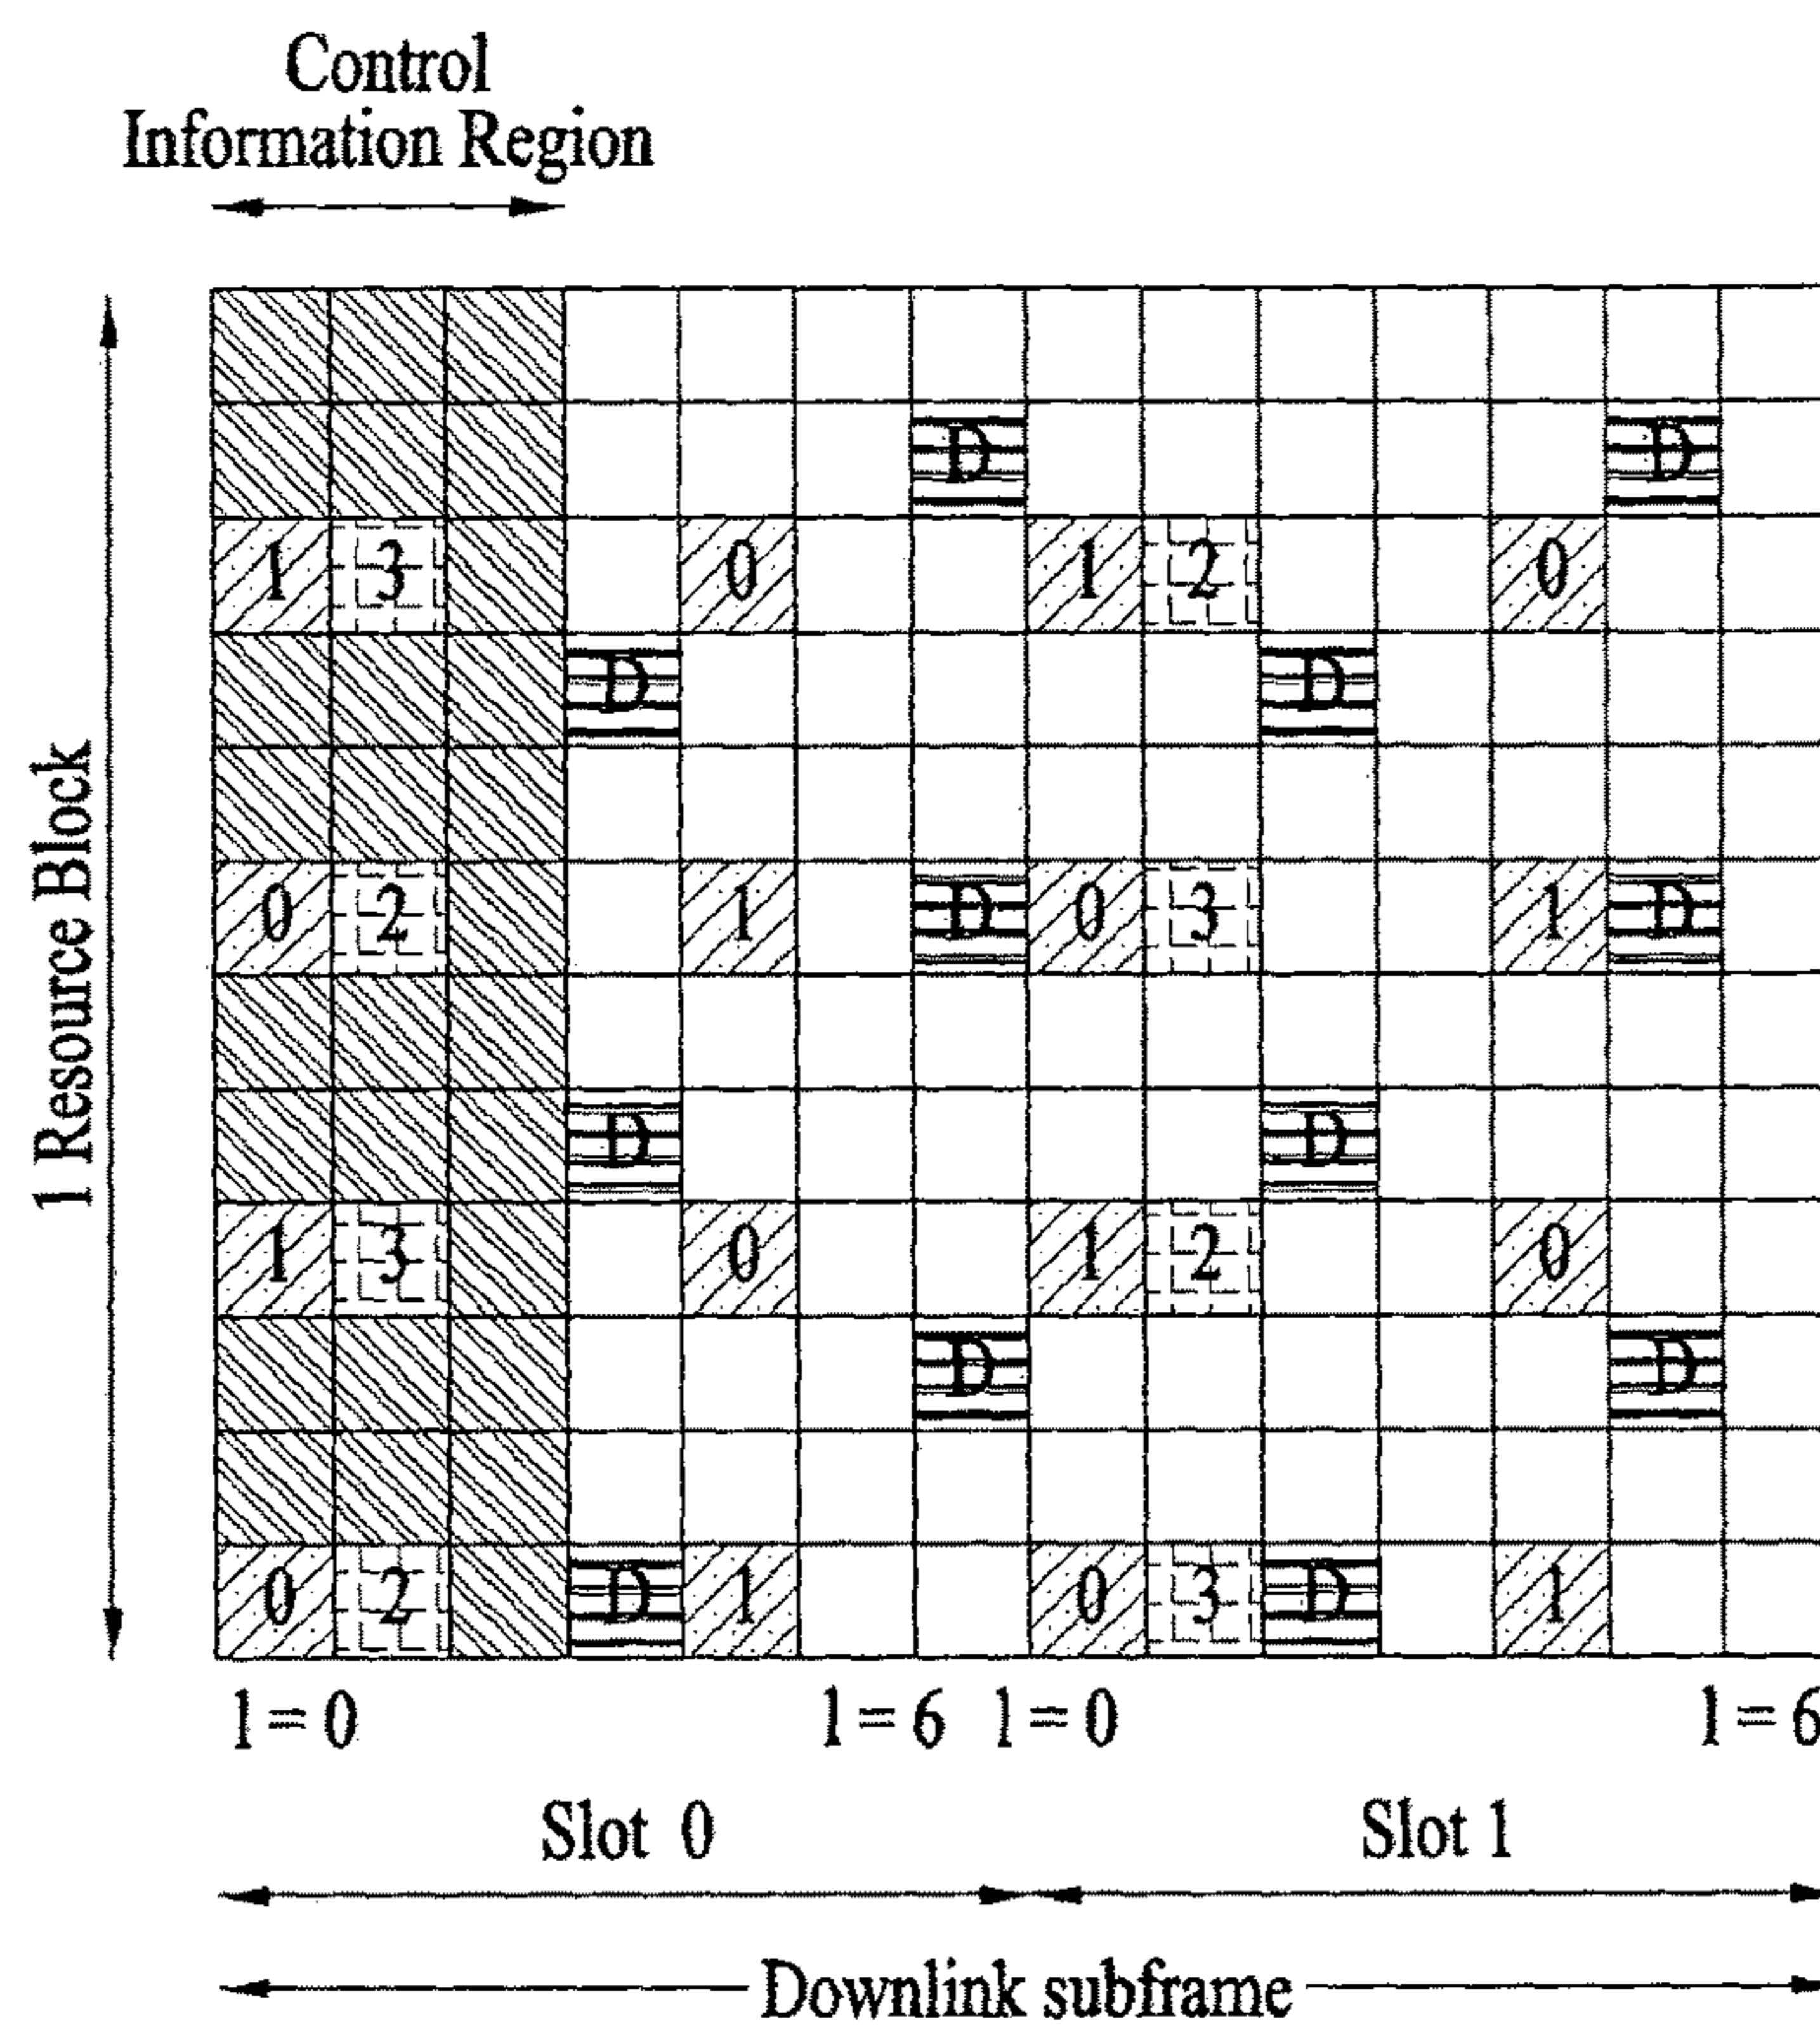 Control
Information Region
1 Resource Block
D D
1 3 0 1 2 0
D D
0 2 1 D 0 3 1 D
D D
1 3 0 1 2 0
D D
0 2 D 1 0 3 D 1
l = 0 l = 6 l = 0 l = 6
Slot 0 Slot 1
Downlink subframe